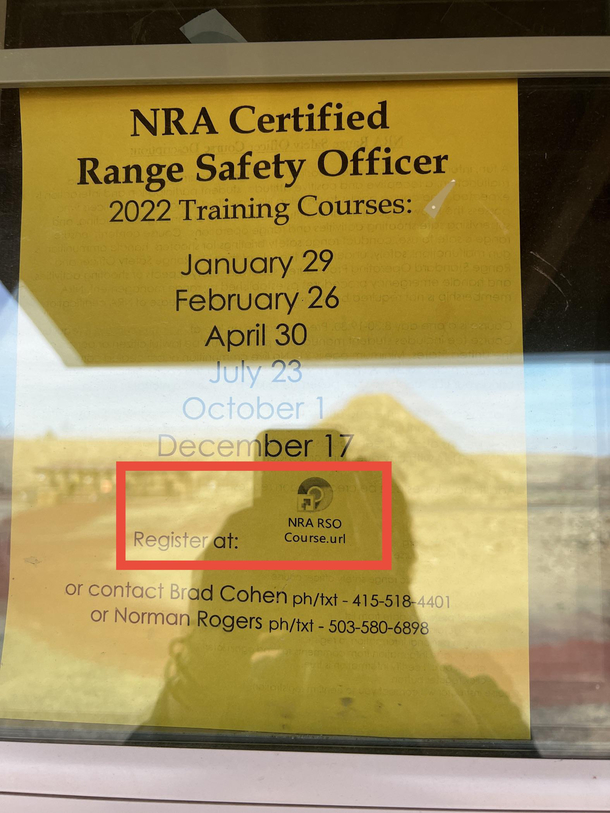 NRA Certified
Range Safety Officer
2022 Training Courses:
January 29
February 26
April 30
July 23
October 1
December 17
NRA RSO
Register at: Course.url
or contact Brad Cohen ph/txt - 415-518-4401
or Norman Rogers ph/txt - 503-580-6898